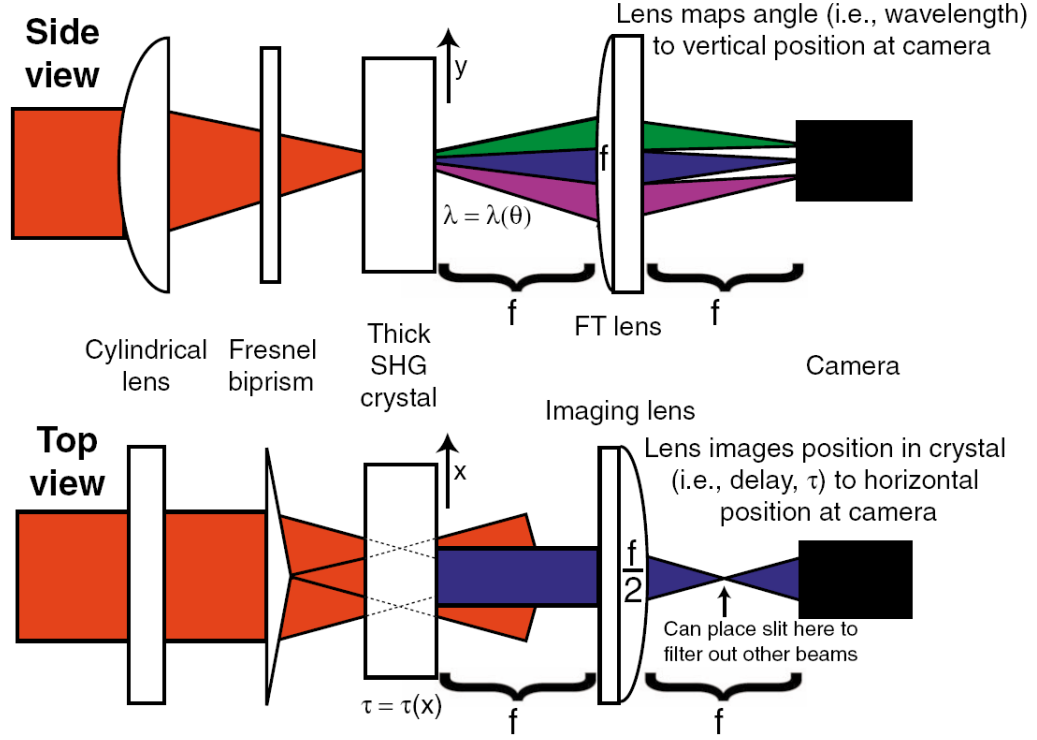 Side
view
Lens maps angle (i.e., wavelength)
to vertical position at camera
y
f
λ = λ(θ)
f
f
Cylindrical
lens
Fresnel
biprism
Thick
SHG
crystal
FT lens
Camera
Top
view
Imaging lens
x
Lens images position in crystal
(i.e., delay, τ) to horizontal
position at camera
f
2
Can place slit here to
filter out other beams
τ = τ(x)
f
f